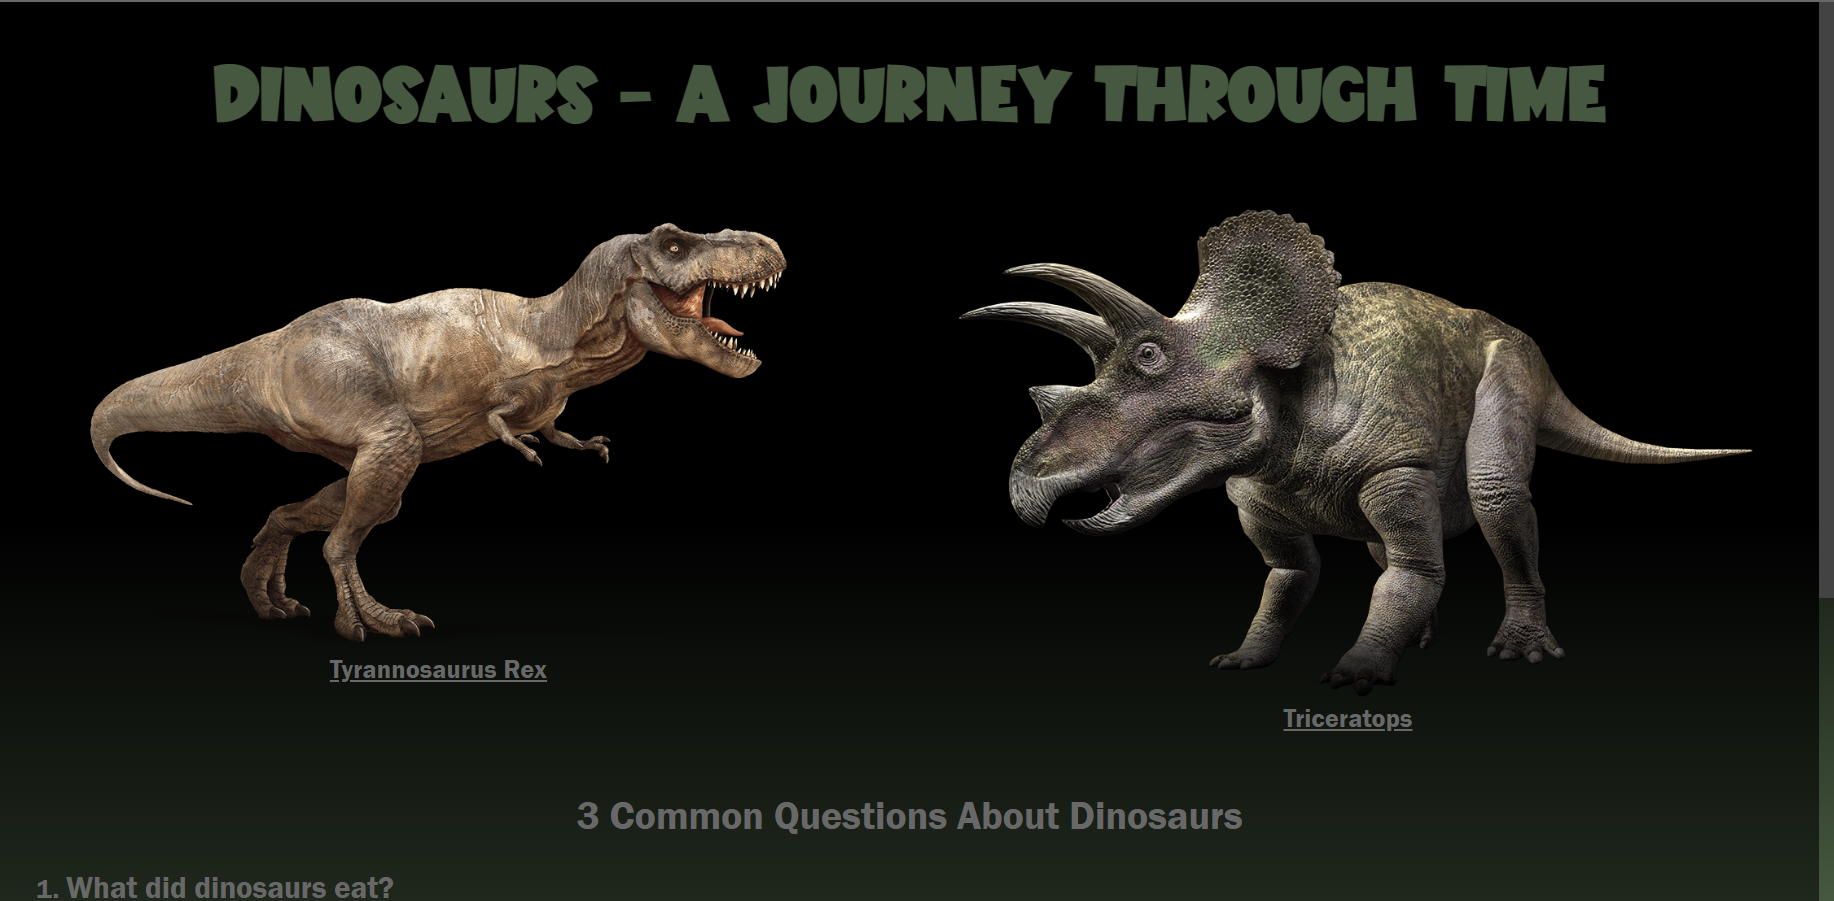 DINOSAURS - A JOURNEY THROUGH TIME
Tyrannosaurus Rex
Triceratops
3 Common Questions About Dinosaurs
1. What did dinosaurs eat?